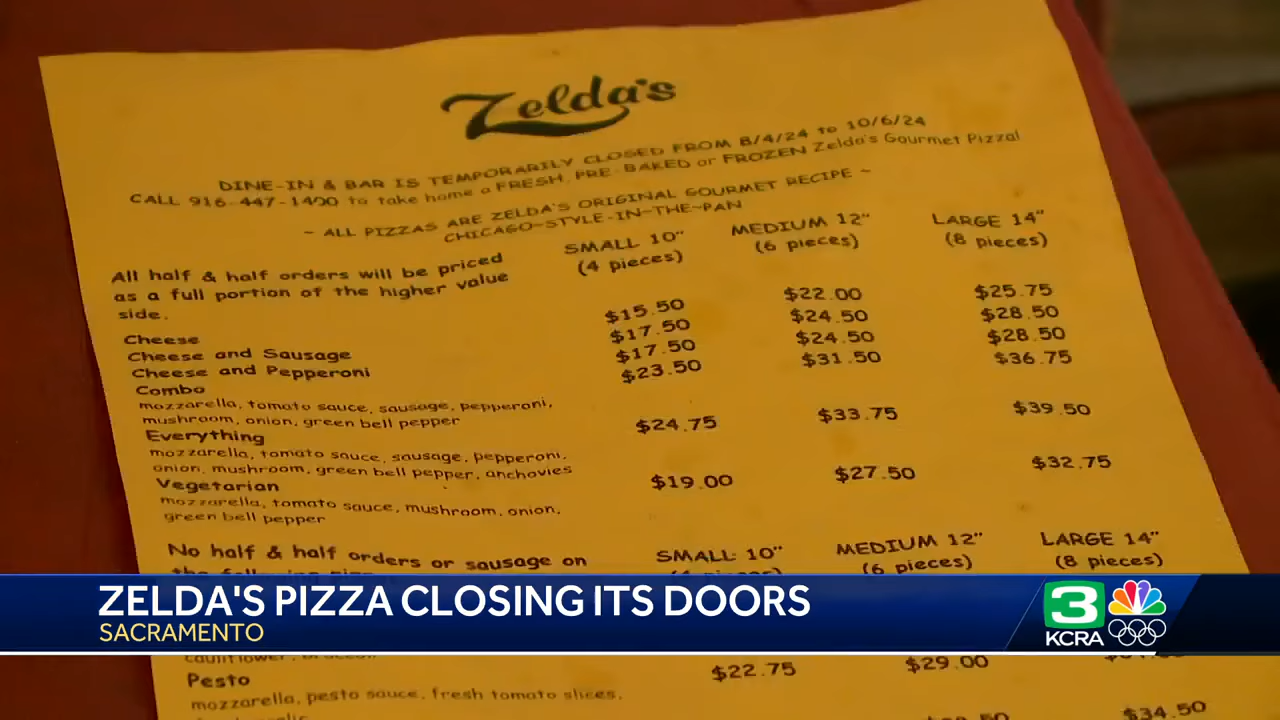 Zelda's
DINE-IN & BAR IS TEMPORARILY CLOSED FROM 8/4/24 to 10/6/24
CALL 916-447-1400 to take home a FRESH, PRE-BAKED or FROZEN Zelda's Gourmet Pizza!
~ ALL PIZZAS ARE ZELDA'S ORIGINAL GOURMET RECIPE ~
CHICAGO~STYLE~IN~THE~PAN
SMALL 10" MEDIUM 12" LARGE 14"
(4 pieces) (6 pieces) (8 pieces)
All half & half orders will be priced
as a full portion of the higher value
side.
Cheese $15.50 $22.00 $25.75
Cheese and Sausage $17.50 $24.50 $28.50
Cheese and Pepperoni $17.50 $24.50 $28.50
Combo $23.50 $31.50 $36.75
mozzarella, tomato sauce, sausage, pepperoni,
mushroom, onion, green bell pepper
Everything $24.75 $33.75 $39.50
mozzarella, tomato sauce, sausage, pepperoni,
onion, mushroom, green bell pepper, anchovies
Vegetarian $19.00 $27.50 $32.75
mozzarella, tomato sauce, mushroom, onion,
green bell pepper
No half & half orders or sausage on
SMALL 10" MEDIUM 12" LARGE 14"
(6 pieces) (8 pieces)
ZELDA'S PIZZA CLOSING ITS DOORS
SACRAMENTO
3
KCRA
Pesto $22.75 $29.00
mozzarella, pesto sauce, fresh tomato slices,
$34.50